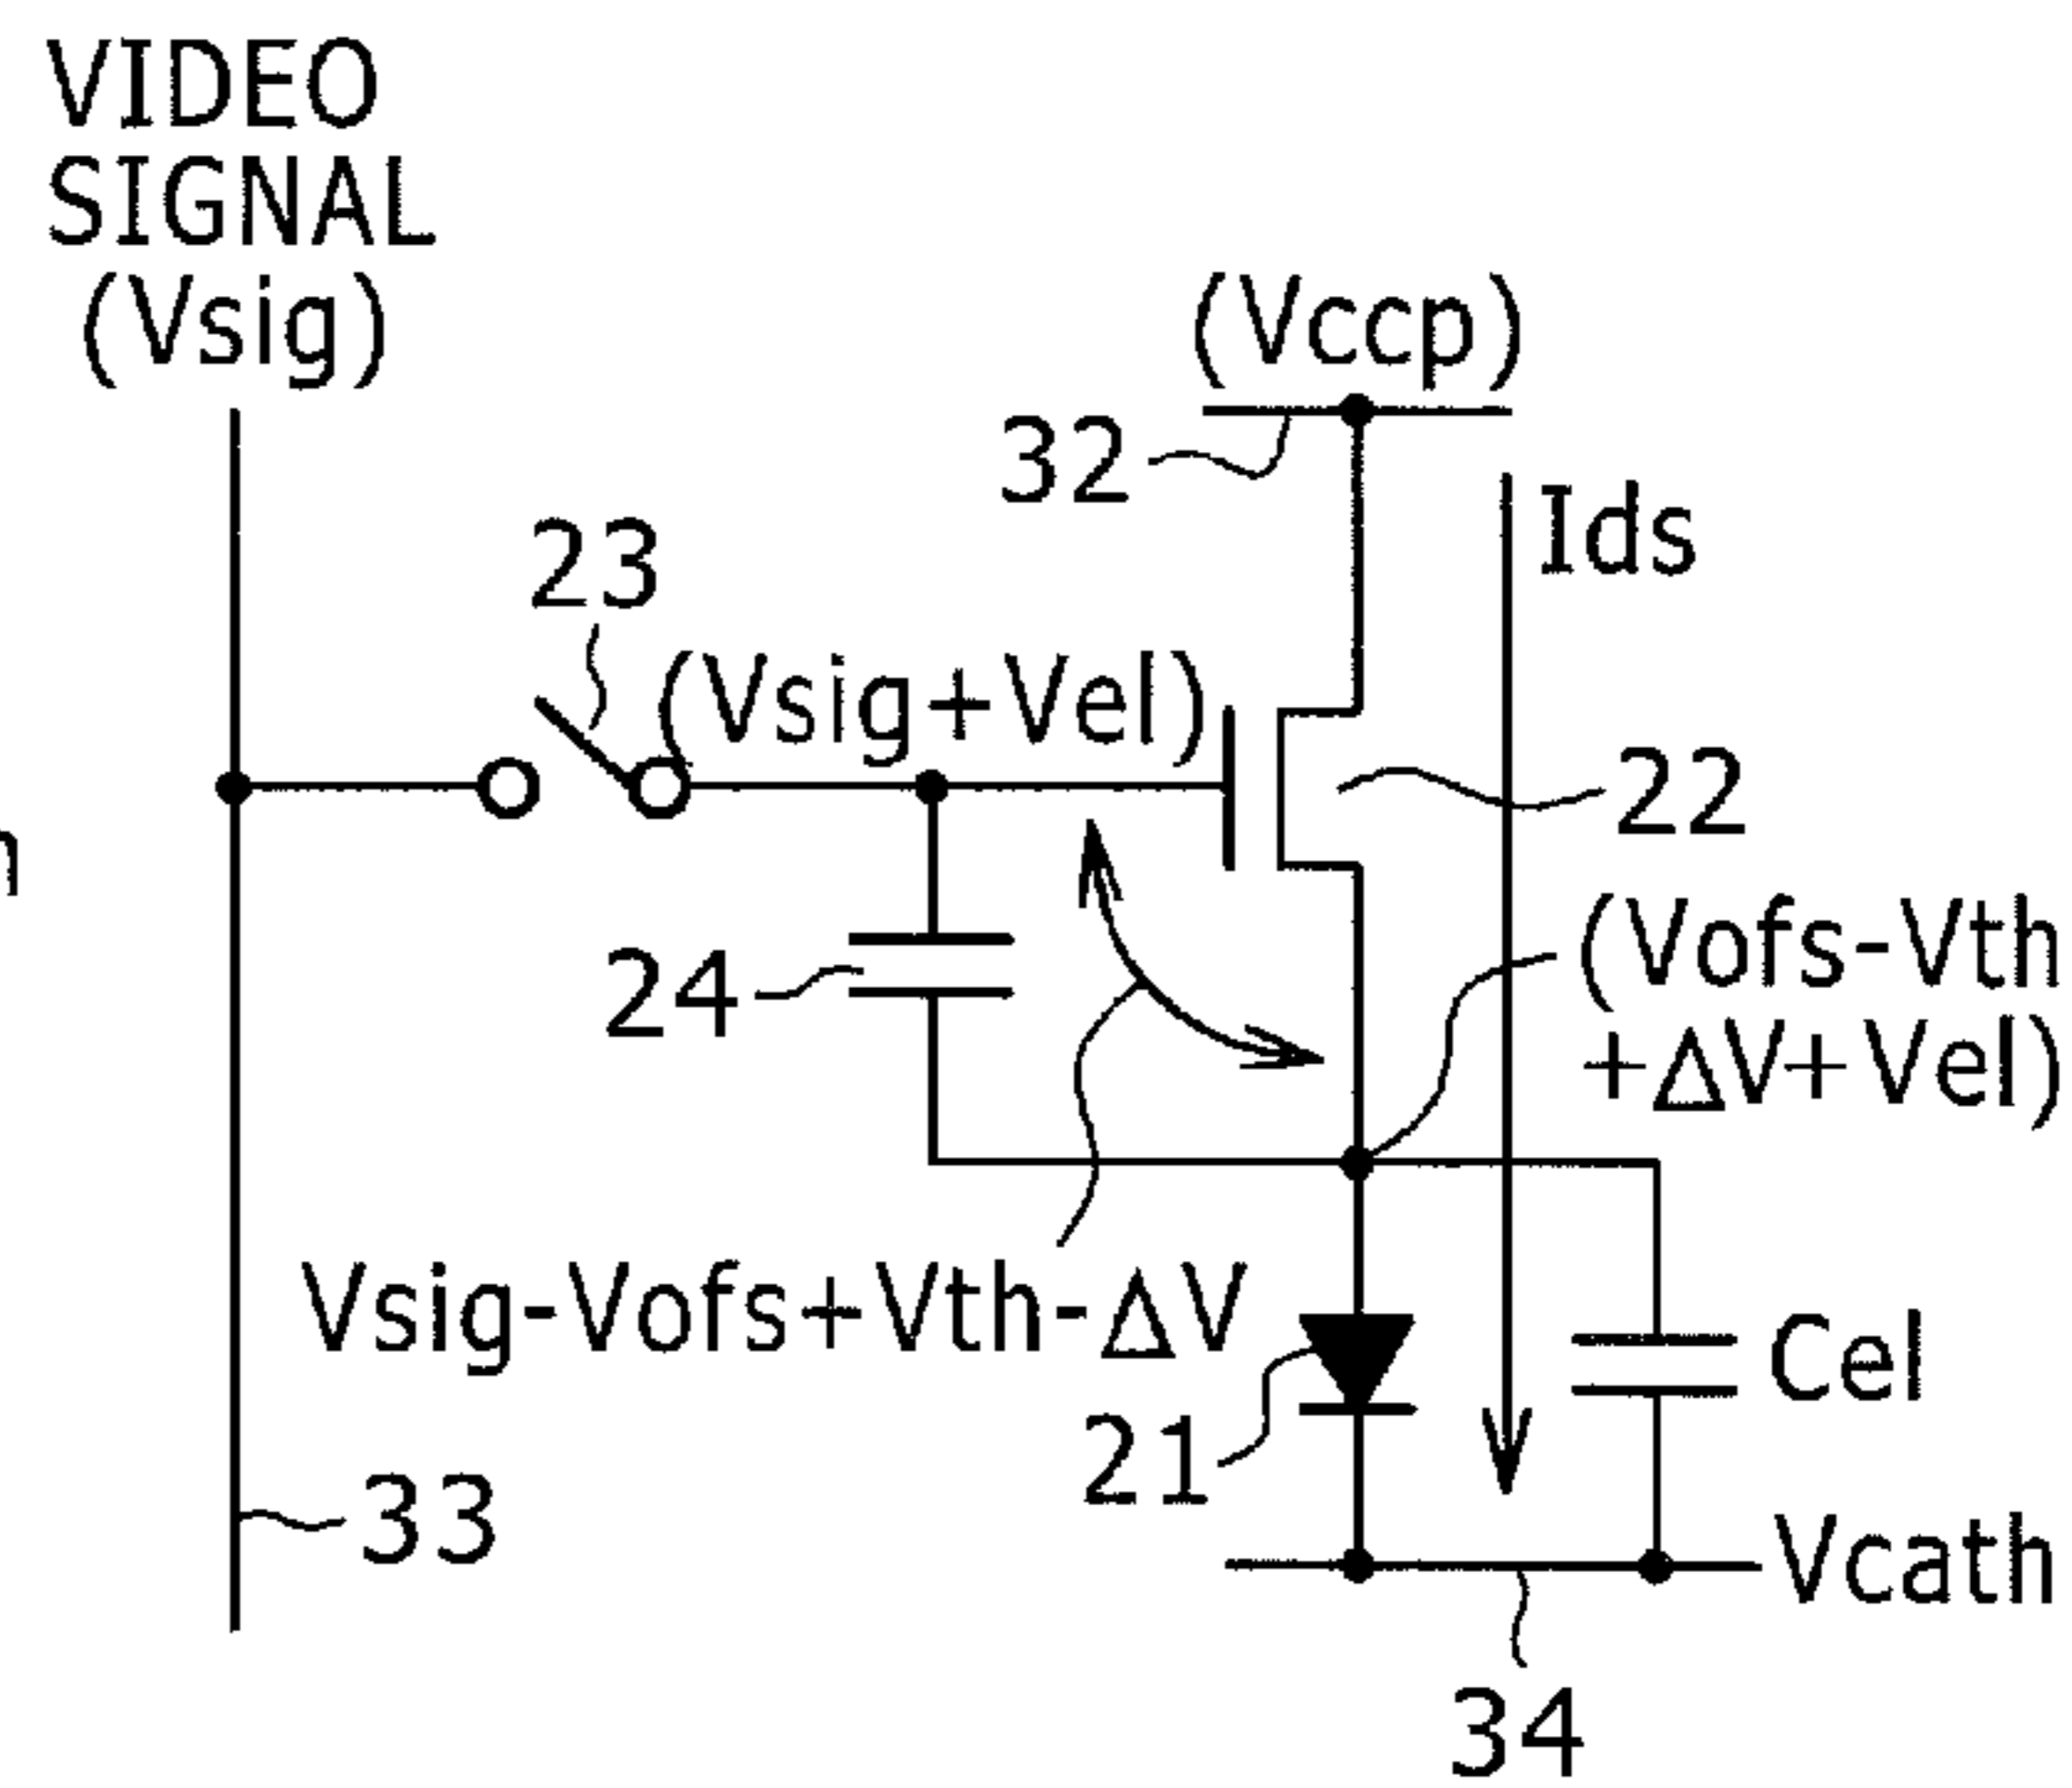 VIDEO
SIGNAL
(Vsig)
(Vccp)
32
Ids
23
(Vsig+Vel)
22
24
(Vofs-Vth
+ΔV+Vel)
Vsig-Vofs+Vth-ΔV
21
Cel
33
Vcath
34